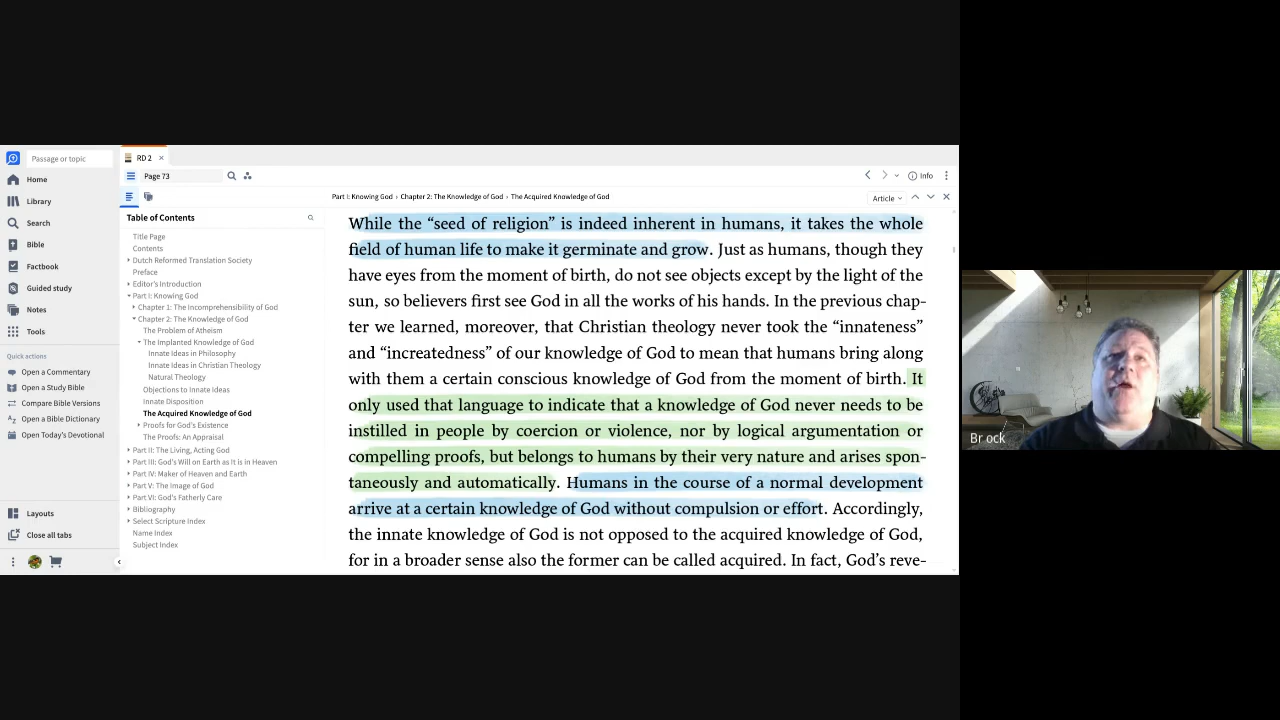 Passage or topic
Home
Library
Search
Bible
Factbook
Guided study
Notes
Tools
Quick actions
Open a Commentary
Open a Study Bible
Compare Bible Versions
Open a Bible Dictionary
Open Today's Devotional
Layouts
Close all tabs
RD 2
Page 73
Info
Table of Contents
Title Page
Contents
Dutch Reformed Translation Society
Preface
Editor's Introduction
Part I: Knowing God
Chapter 1: The Incomprehensibility of God
Chapter 2: The Knowledge of God
The Problem of Atheism
The Implanted Knowledge of God
Innate Ideas in Philosophy
Innate Ideas in Christian Theology
Natural Theology
Objections to Innate Ideas
Innate Disposition
The Acquired Knowledge of God
Proofs for God's Existence
The Proofs: An Appraisal
Part II: The Living, Acting God
Part III: God's Will on Earth as It is in Heaven
Part IV: Maker of Heaven and Earth
Part V: The Image of God
Part VI: God's Fatherly Care
Bibliography
Select Scripture Index
Name Index
Subject Index
Part I: Knowing God › Chapter 2: The Knowledge of God › The Acquired Knowledge of God
Article
While the “seed of religion” is indeed inherent in humans, it takes the whole
field of human life to make it germinate and grow. Just as humans, though they
have eyes from the moment of birth, do not see objects except by the light of the
sun, so believers first see God in all the works of his hands. In the previous chap-
ter we learned, moreover, that Christian theology never took the “innateness”
and “increatedness” of our knowledge of God to mean that humans bring along
with them a certain conscious knowledge of God from the moment of birth. It
only used that language to indicate that a knowledge of God never needs to be
instilled in people by coercion or violence, nor by logical argumentation or
compelling proofs, but belongs to humans by their very nature and arises spon-
taneously and automatically. Humans in the course of a normal development
arrive at a certain knowledge of God without compulsion or effort. Accordingly,
the innate knowledge of God is not opposed to the acquired knowledge of God,
for in a broader sense also the former can be called acquired. In fact, God’s reve-
Br ock